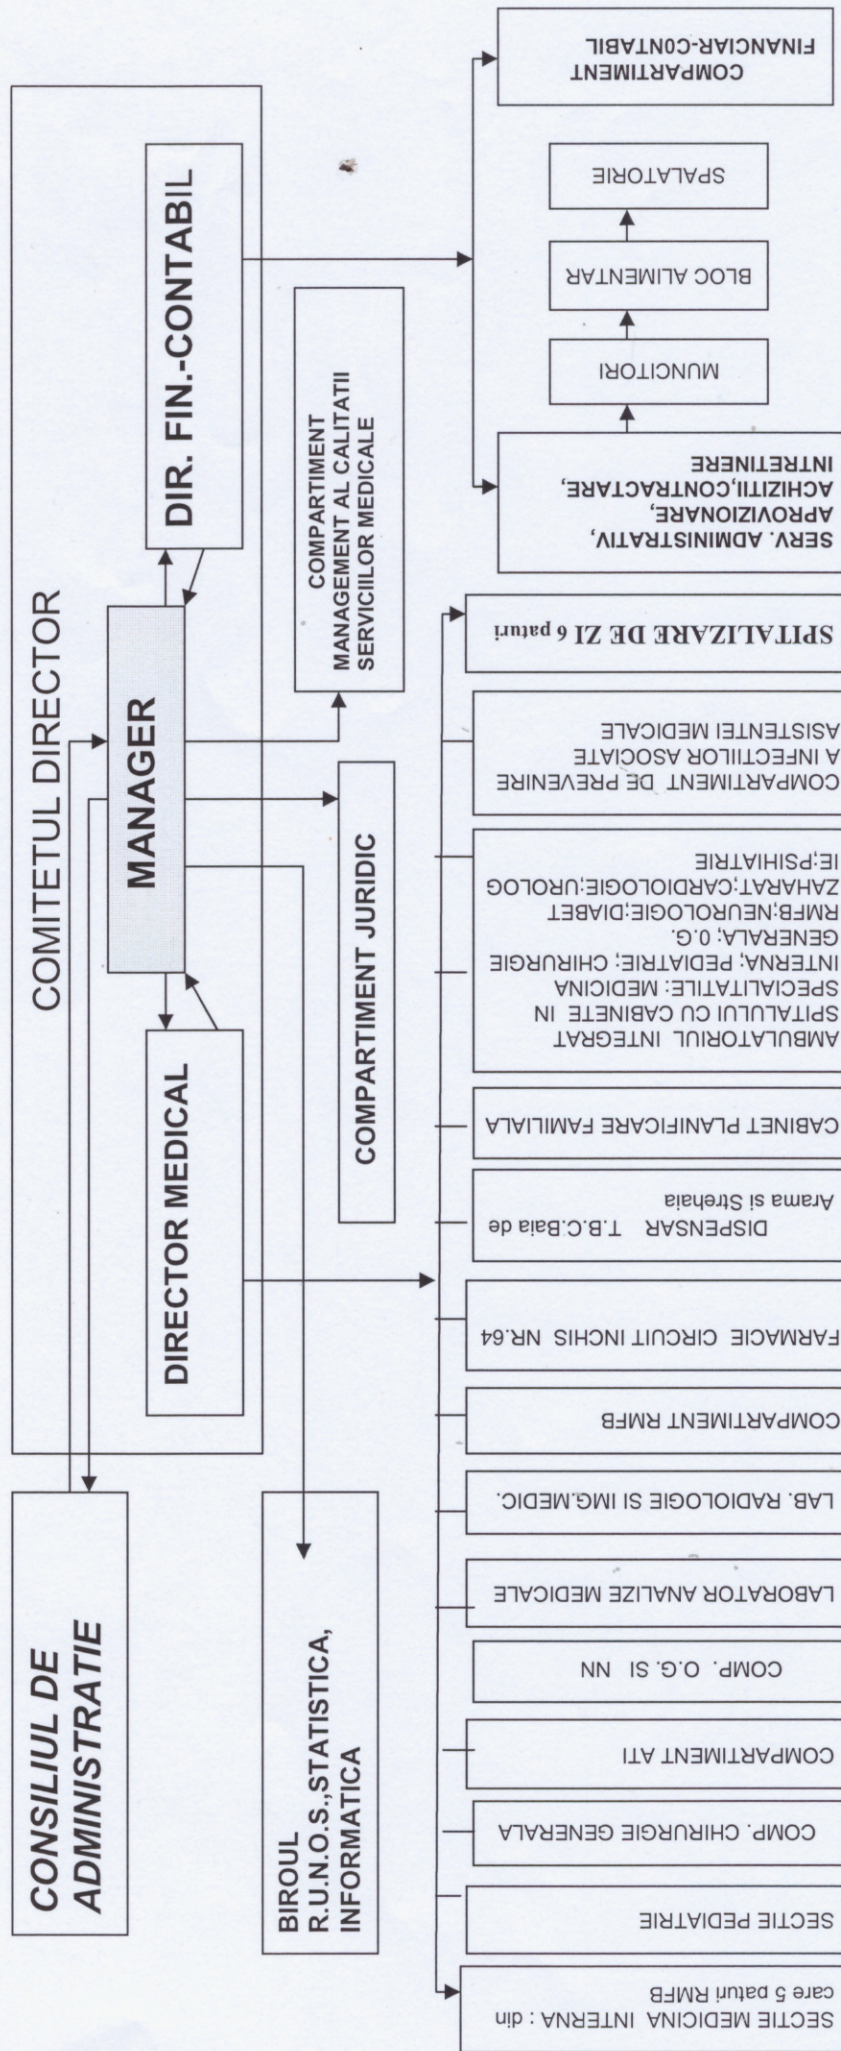 CONSILIUL DE
ADMINISTRATIE
COMITETUL DIRECTOR
MANAGER
DIRECTOR MEDICAL
DIR. FIN.-CONTABIL
BIROUL
R.U.N.O.S.,STATISTICA,
INFORMATICA
COMPARTIMENT JURIDIC
COMPARTIMENT
MANAGEMENT AL CALITATII
SERVICIILOR MEDICALE
SECTIE MEDICINA INTERNA : din
care 5 paturi RMFB
SECTIE PEDIATRIE
COMP. CHIRURGIE GENERALA
COMPARTIMENT ATI
COMP. O.G. SI NN
LABORATOR ANALIZE MEDICALE
LAB. RADIOLOGIE SI IMG.MEDIC.
COMPARTIMENT RMFB
FARMACIE CIRCUIT INCHIS NR.64
DISPENSAR T.B.C.Baia de
Arama si Strehaia
CABINET PLANIFICARE FAMILIALA
AMBULATORIUL INTEGRAT
SPITALULUI CU CABINETE IN
SPECIALITATILE: MEDICINA
INTERNA; PEDIATRIE; CHIRURGIE
GENERALA; 0.G.
RMFB;NEUROLOGIE;DIABET
ZAHARAT;CARDIOLOGIE;UROLOG
IE;PSIHIATRIE
COMPARTIMENT DE PREVENIRE
A INFECTIILOR ASOCIATE
ASISTENTEI MEDICALE
SPITALIZARE DE ZI 6 paturi
SERV. ADMINISTRATIV,
APROVIZIONARE,
ACHIZITII,CONTRACTARE,
INTRETINERE
MUNCITORI
BLOC ALIMENTAR
SPALATORIE
COMPARTIMENT
FINANCIAR-C0NTABIL